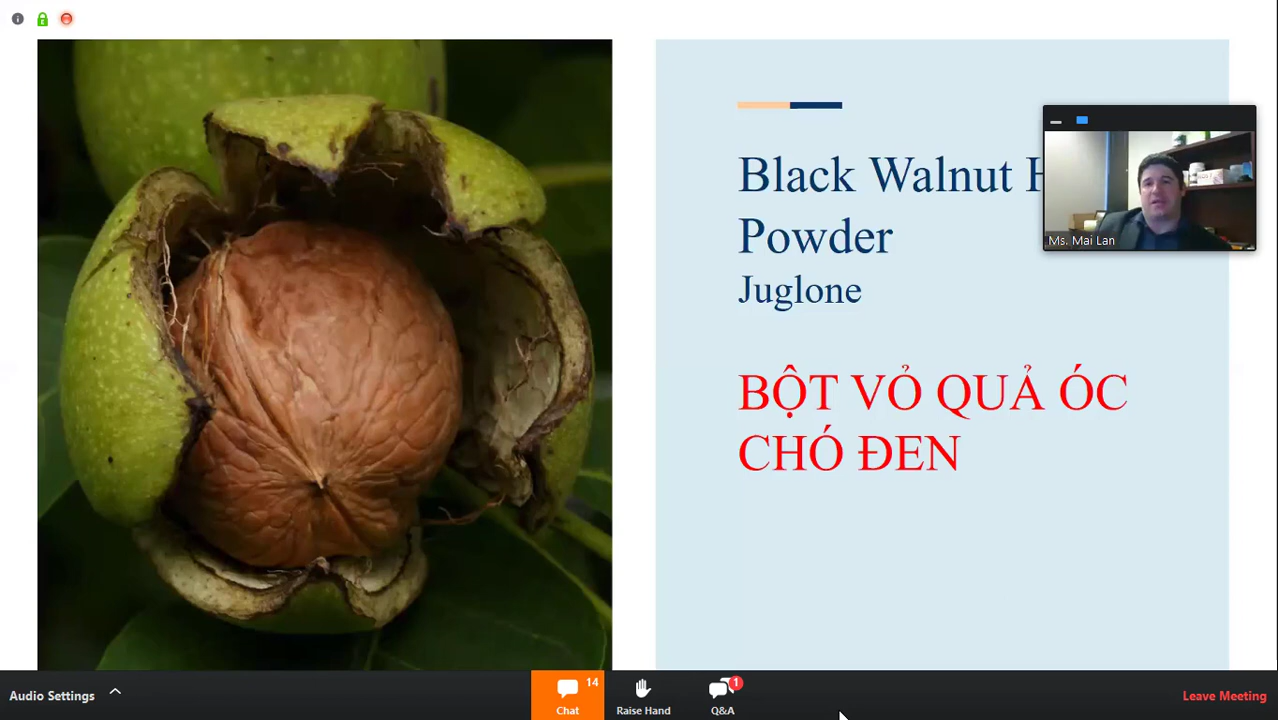 Black Walnut
Powder
Juglone
BỘT VỎ QUẢ ÓC
CHÓ ĐEN
Ms. Mai Lan
Audio Settings
14
Chat
Raise Hand
1
Q&A
Leave Meeting